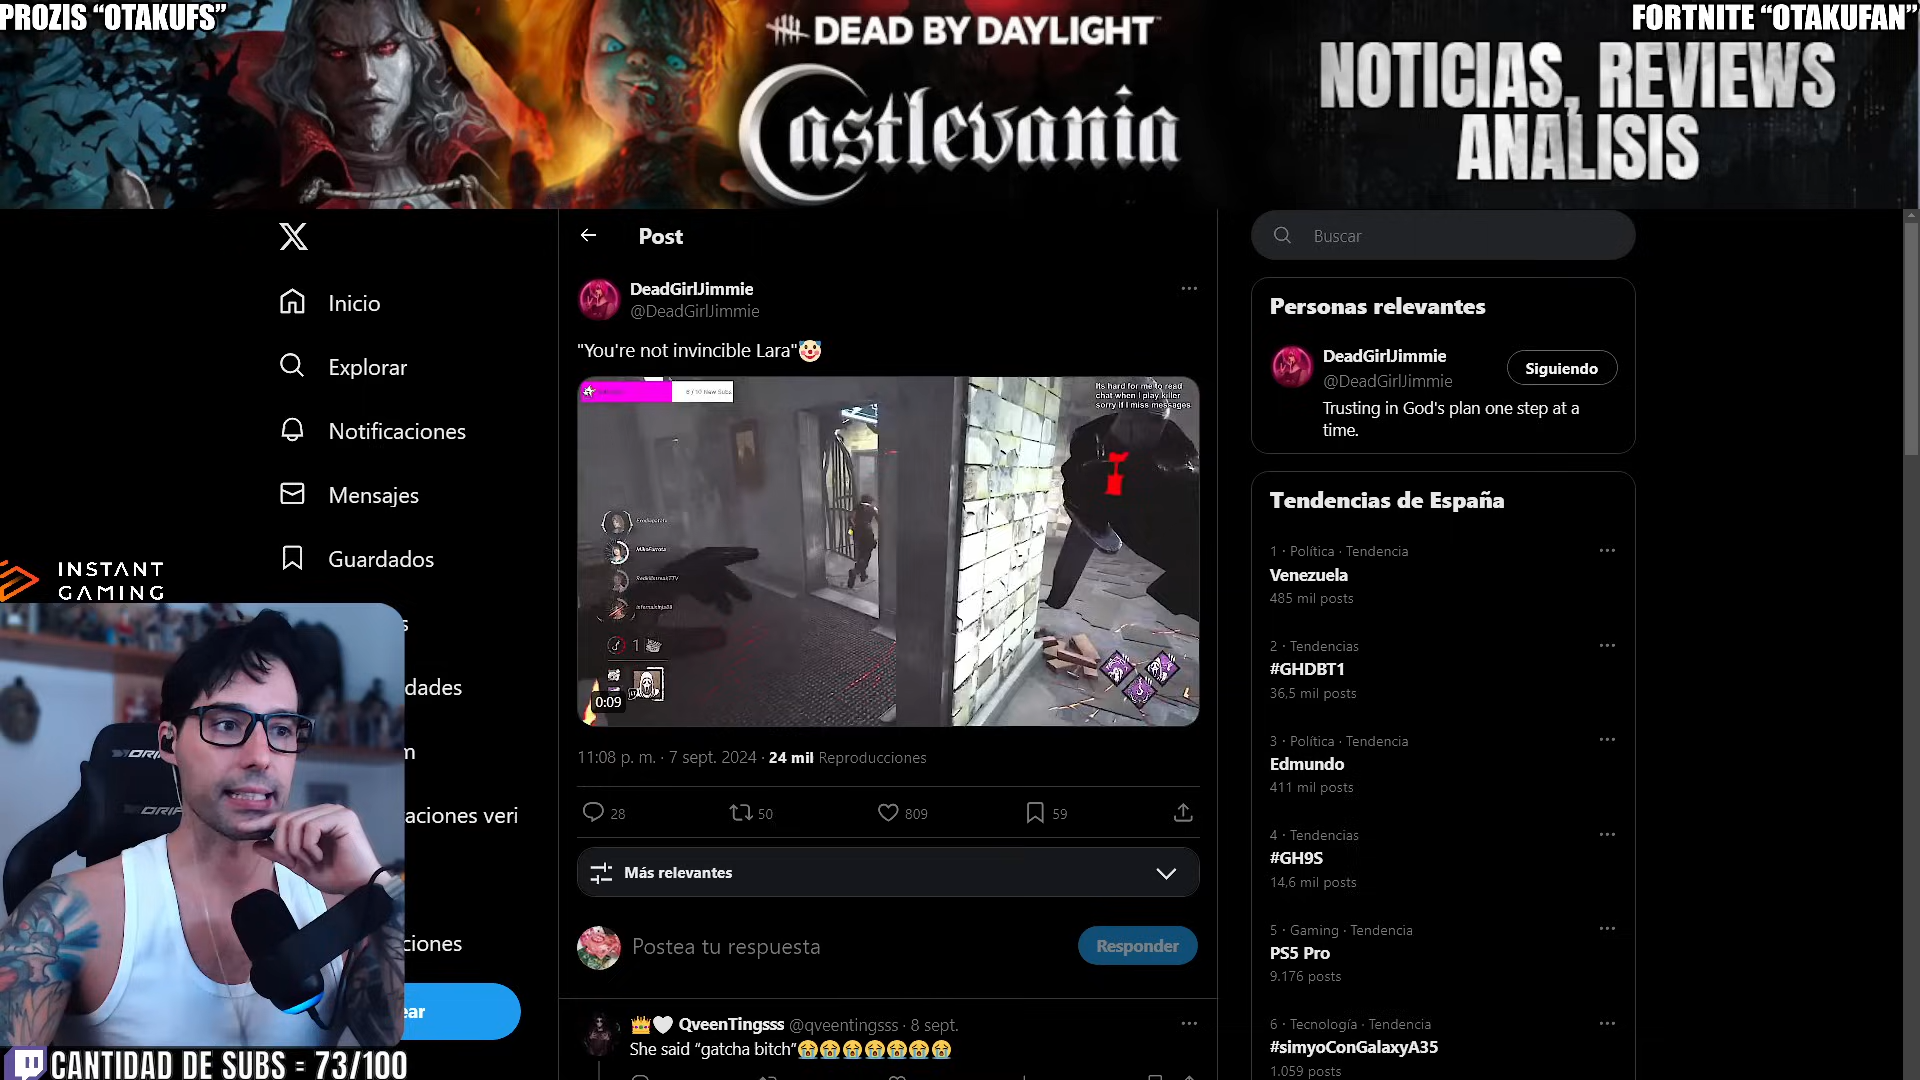 PROZIS “OTAKUFS”
DEAD BY DAYLIGHT
Castlevania
FORTNITE “OTAKUFAN”
NOTICIAS, REVIEWS
ANALISIS
X
Inicio
Explorar
Notificaciones
Mensajes
Guardados
s
dades
m
aciones veri
ciones
ear
INSTANT
GAMING
DRIFT
CANTIDAD DE SUBS = 73/100
Post
DeadGirlJimmie
@DeadGirlJimmie
"You're not invincible Lara"🤡
8 / 10 New Subs
Its hard for me to read
chat when I play killer
sorry if I miss messages
1
0:09
11:08 p. m. · 7 sept. 2024 · 24 mil Reproducciones
28 50 809 59
Más relevantes
Postea tu respuesta
Responder
👑🤍 QveenTingsss @qveentingsss · 8 sept.
She said “gatcha bitch”😭😭😭😭😭😭😭
Buscar
Personas relevantes
DeadGirlJimmie
@DeadGirlJimmie
Siguiendo
Trusting in God's plan one step at a
time.
Tendencias de España
1 · Política · Tendencia
Venezuela
485 mil posts
2 · Tendencias
#GHDBT1
36,5 mil posts
3 · Política · Tendencia
Edmundo
411 mil posts
4 · Tendencias
#GH9S
14,6 mil posts
5 · Gaming · Tendencia
PS5 Pro
9.176 posts
6 · Tecnología · Tendencia
#simyoConGalaxyA35
1.059 posts